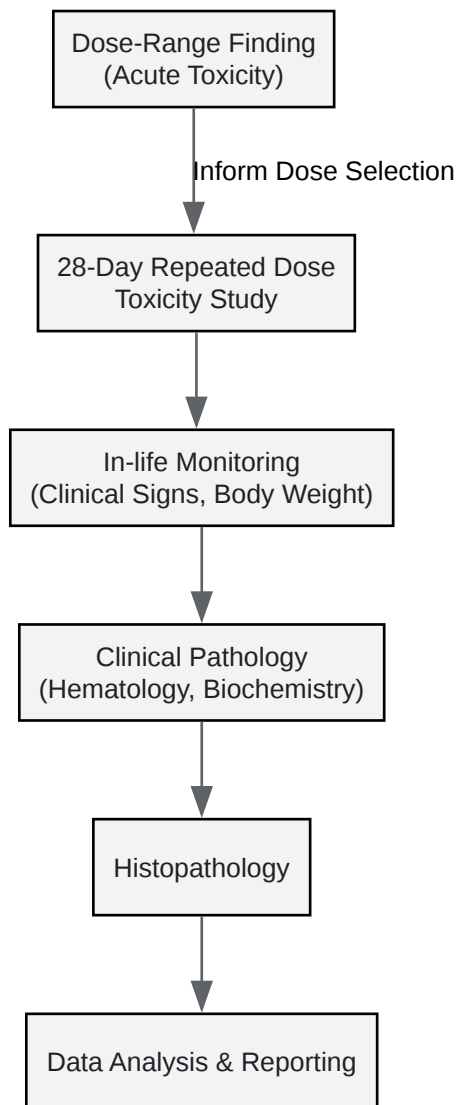 Dose-Range Finding
(Acute Toxicity)
Inform Dose Selection
28-Day Repeated Dose
Toxicity Study
In-life Monitoring
(Clinical Signs, Body Weight)
Clinical Pathology
(Hematology, Biochemistry)
Histopathology
Data Analysis & Reporting